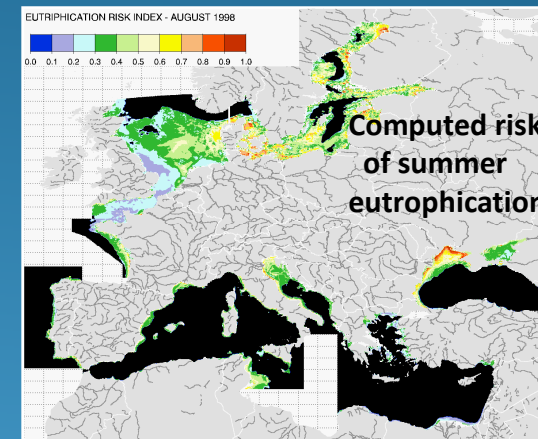 EUTRIPHICATION RISK INDEX - AUGUST 1998
0.0 0.1 0.2 0.3 0.4 0.5 0.6 0.7 0.8 0.9 1.0
Computed risk
of summer
eutrophication